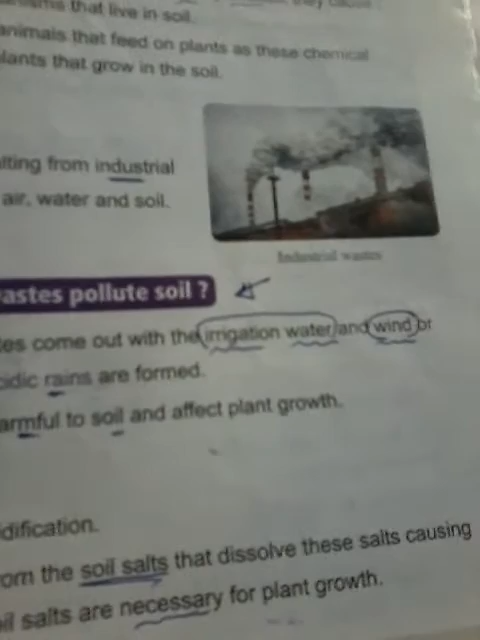 that live in soil.
animals that feed on plants as these chemical
plants that grow in the soil.
lting from industrial
air, water and soil.
Industrial wastes
astes pollute soil ?
tes come out with the irrigation water and wind or
cidic rains are formed.
armful to soil and affect plant growth.
dification.
om the soil salts that dissolve these salts causing
il salts are necessary for plant growth.